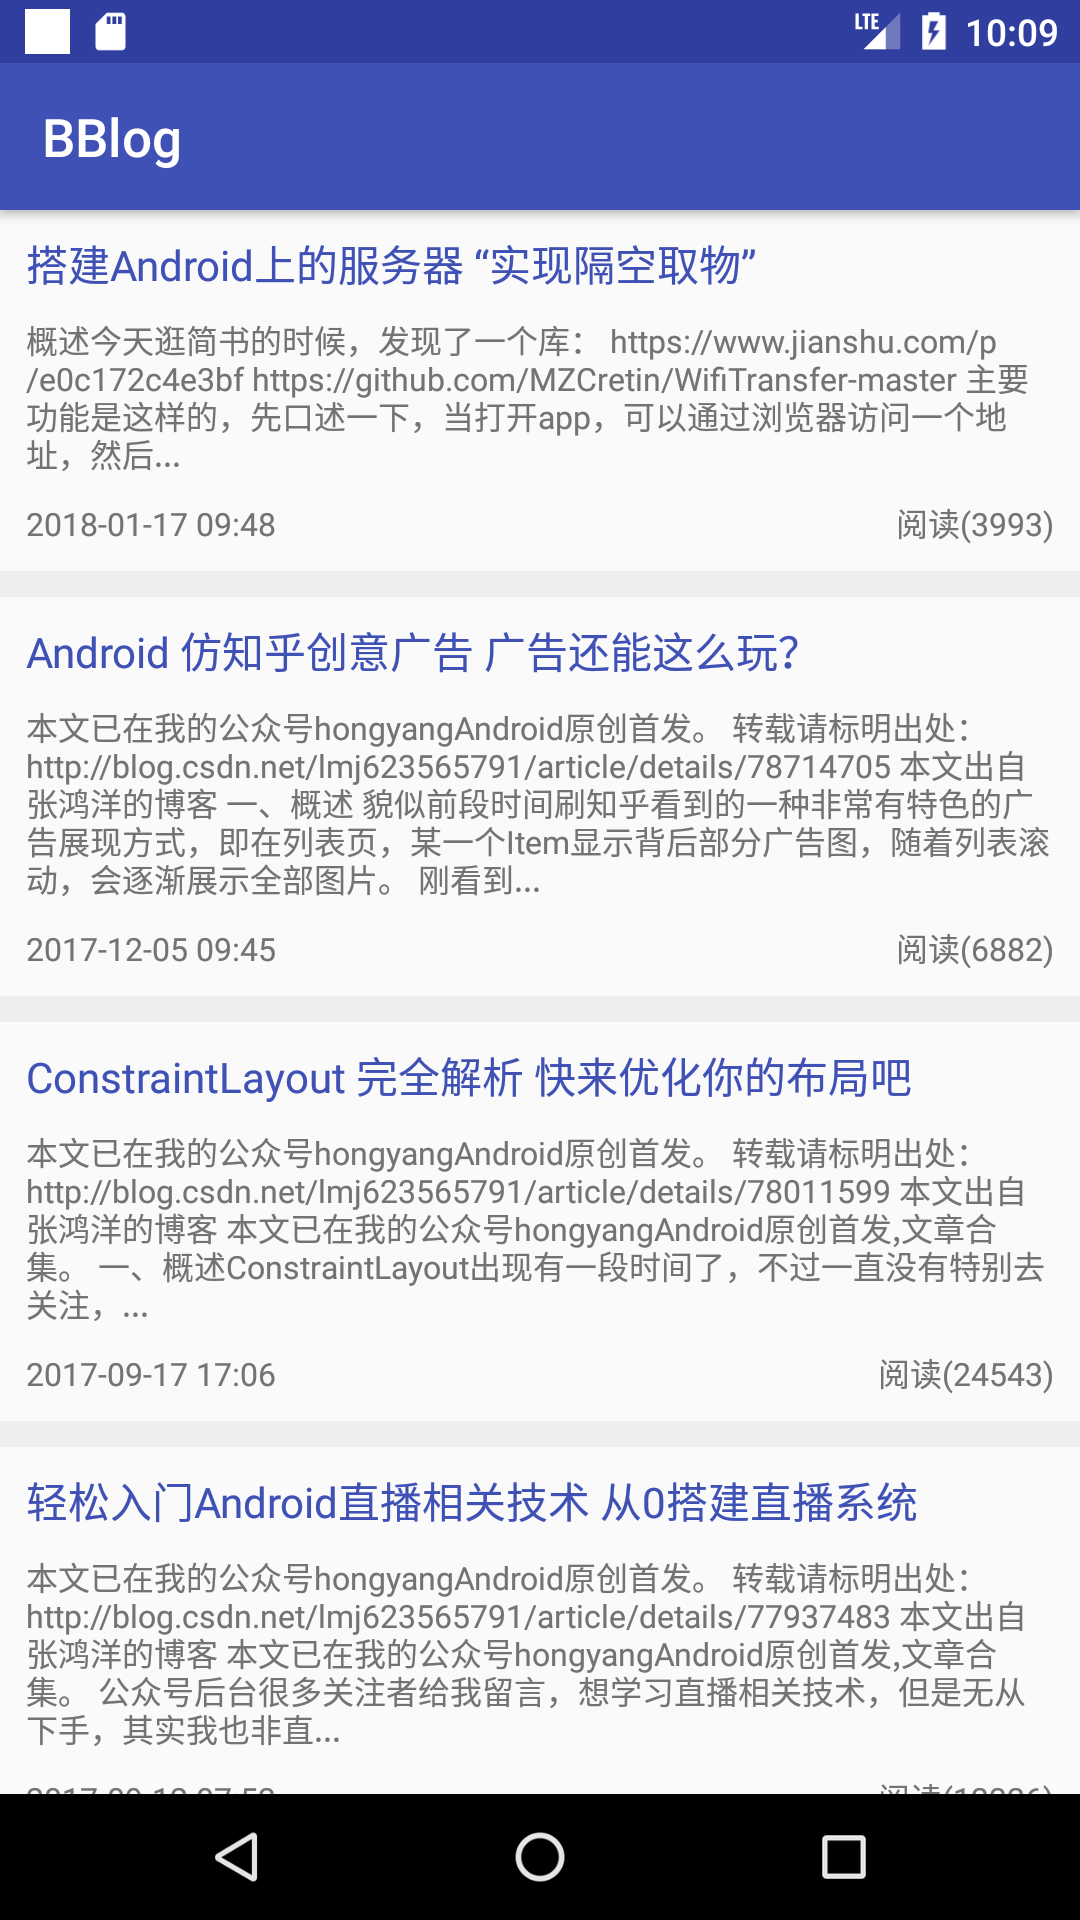 LTE 10:09
BBlog
搭建Android上的服务器 “实现隔空取物”
概述今天逛简书的时候，发现了一个库： https://www.jianshu.com/p
/e0c172c4e3bf https://github.com/MZCretin/WifiTransfer-master 主要
功能是这样的，先口述一下，当打开app，可以通过浏览器访问一个地
址，然后...
2018-01-17 09:48 阅读(3993)
Android 仿知乎创意广告 广告还能这么玩？
本文已在我的公众号hongyangAndroid原创首发。 转载请标明出处：
http://blog.csdn.net/lmj623565791/article/details/78714705 本文出自
张鸿洋的博客 一、概述 貌似前段时间刷知乎看到的一种非常有特色的广
告展现方式，即在列表页，某一个Item显示背后部分广告图，随着列表滚
动，会逐渐展示全部图片。 刚看到...
2017-12-05 09:45 阅读(6882)
ConstraintLayout 完全解析 快来优化你的布局吧
本文已在我的公众号hongyangAndroid原创首发。 转载请标明出处：
http://blog.csdn.net/lmj623565791/article/details/78011599 本文出自
张鸿洋的博客 本文已在我的公众号hongyangAndroid原创首发,文章合
集。 一、概述ConstraintLayout出现有一段时间了，不过一直没有特别去
关注，...
2017-09-17 17:06 阅读(24543)
轻松入门Android直播相关技术 从0搭建直播系统
本文已在我的公众号hongyangAndroid原创首发。 转载请标明出处：
http://blog.csdn.net/lmj623565791/article/details/77937483 本文出自
张鸿洋的博客 本文已在我的公众号hongyangAndroid原创首发,文章合
集。 公众号后台很多关注者给我留言，想学习直播相关技术，但是无从
下手，其实我也非直...